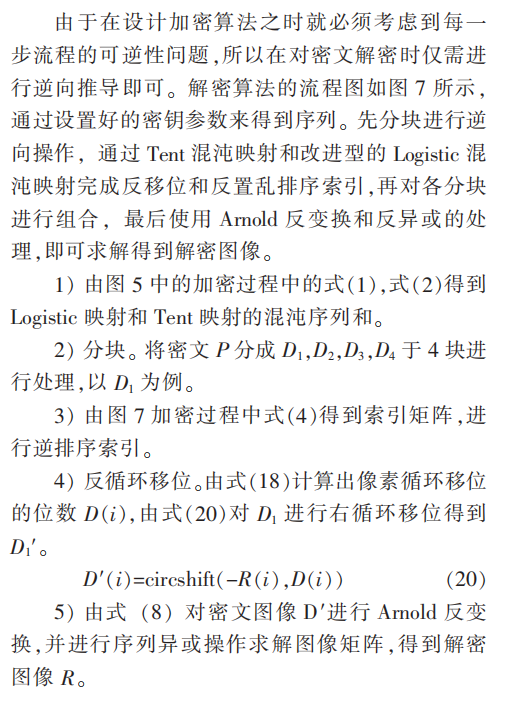 由于在设计加密算法之时就必须考虑到每一
步流程的可逆性问题,所以在对密文解密时仅需进
行逆向推导即可。解密算法的流程图如图 7 所示,
通过设置好的密钥参数来得到序列。先分块进行逆
向操作，通过 Tent 混沌映射和改进型的 Logistic 混
沌映射完成反移位和反置乱排序索引,再对各分块
进行组合，最后使用 Arnold 反变换和反异或的处
理,即可求解得到解密图像。
1) 由图 5 中的加密过程中的式(1),式(2)得到
Logistic 映射和 Tent 映射的混沌序列和。
2) 分块。将密文 P 分成 D₁,D₂,D₃,D₄ 于 4 块进
行处理,以 D₁ 为例。
3) 由图 7 加密过程中式(4)得到索引矩阵,进
行逆排序索引。
4) 反循环移位。由式(18)计算出像素循环移位
的位数 D(i),由式(20)对 D₁ 进行右循环移位得到
D₁′。
D′(i)=circshift(−R(i),D(i)) (20)
5) 由式 (8) 对密文图像 D′进行 Arnold 反变
换,并进行序列异或操作求解图像矩阵,得到解密
图像 R。